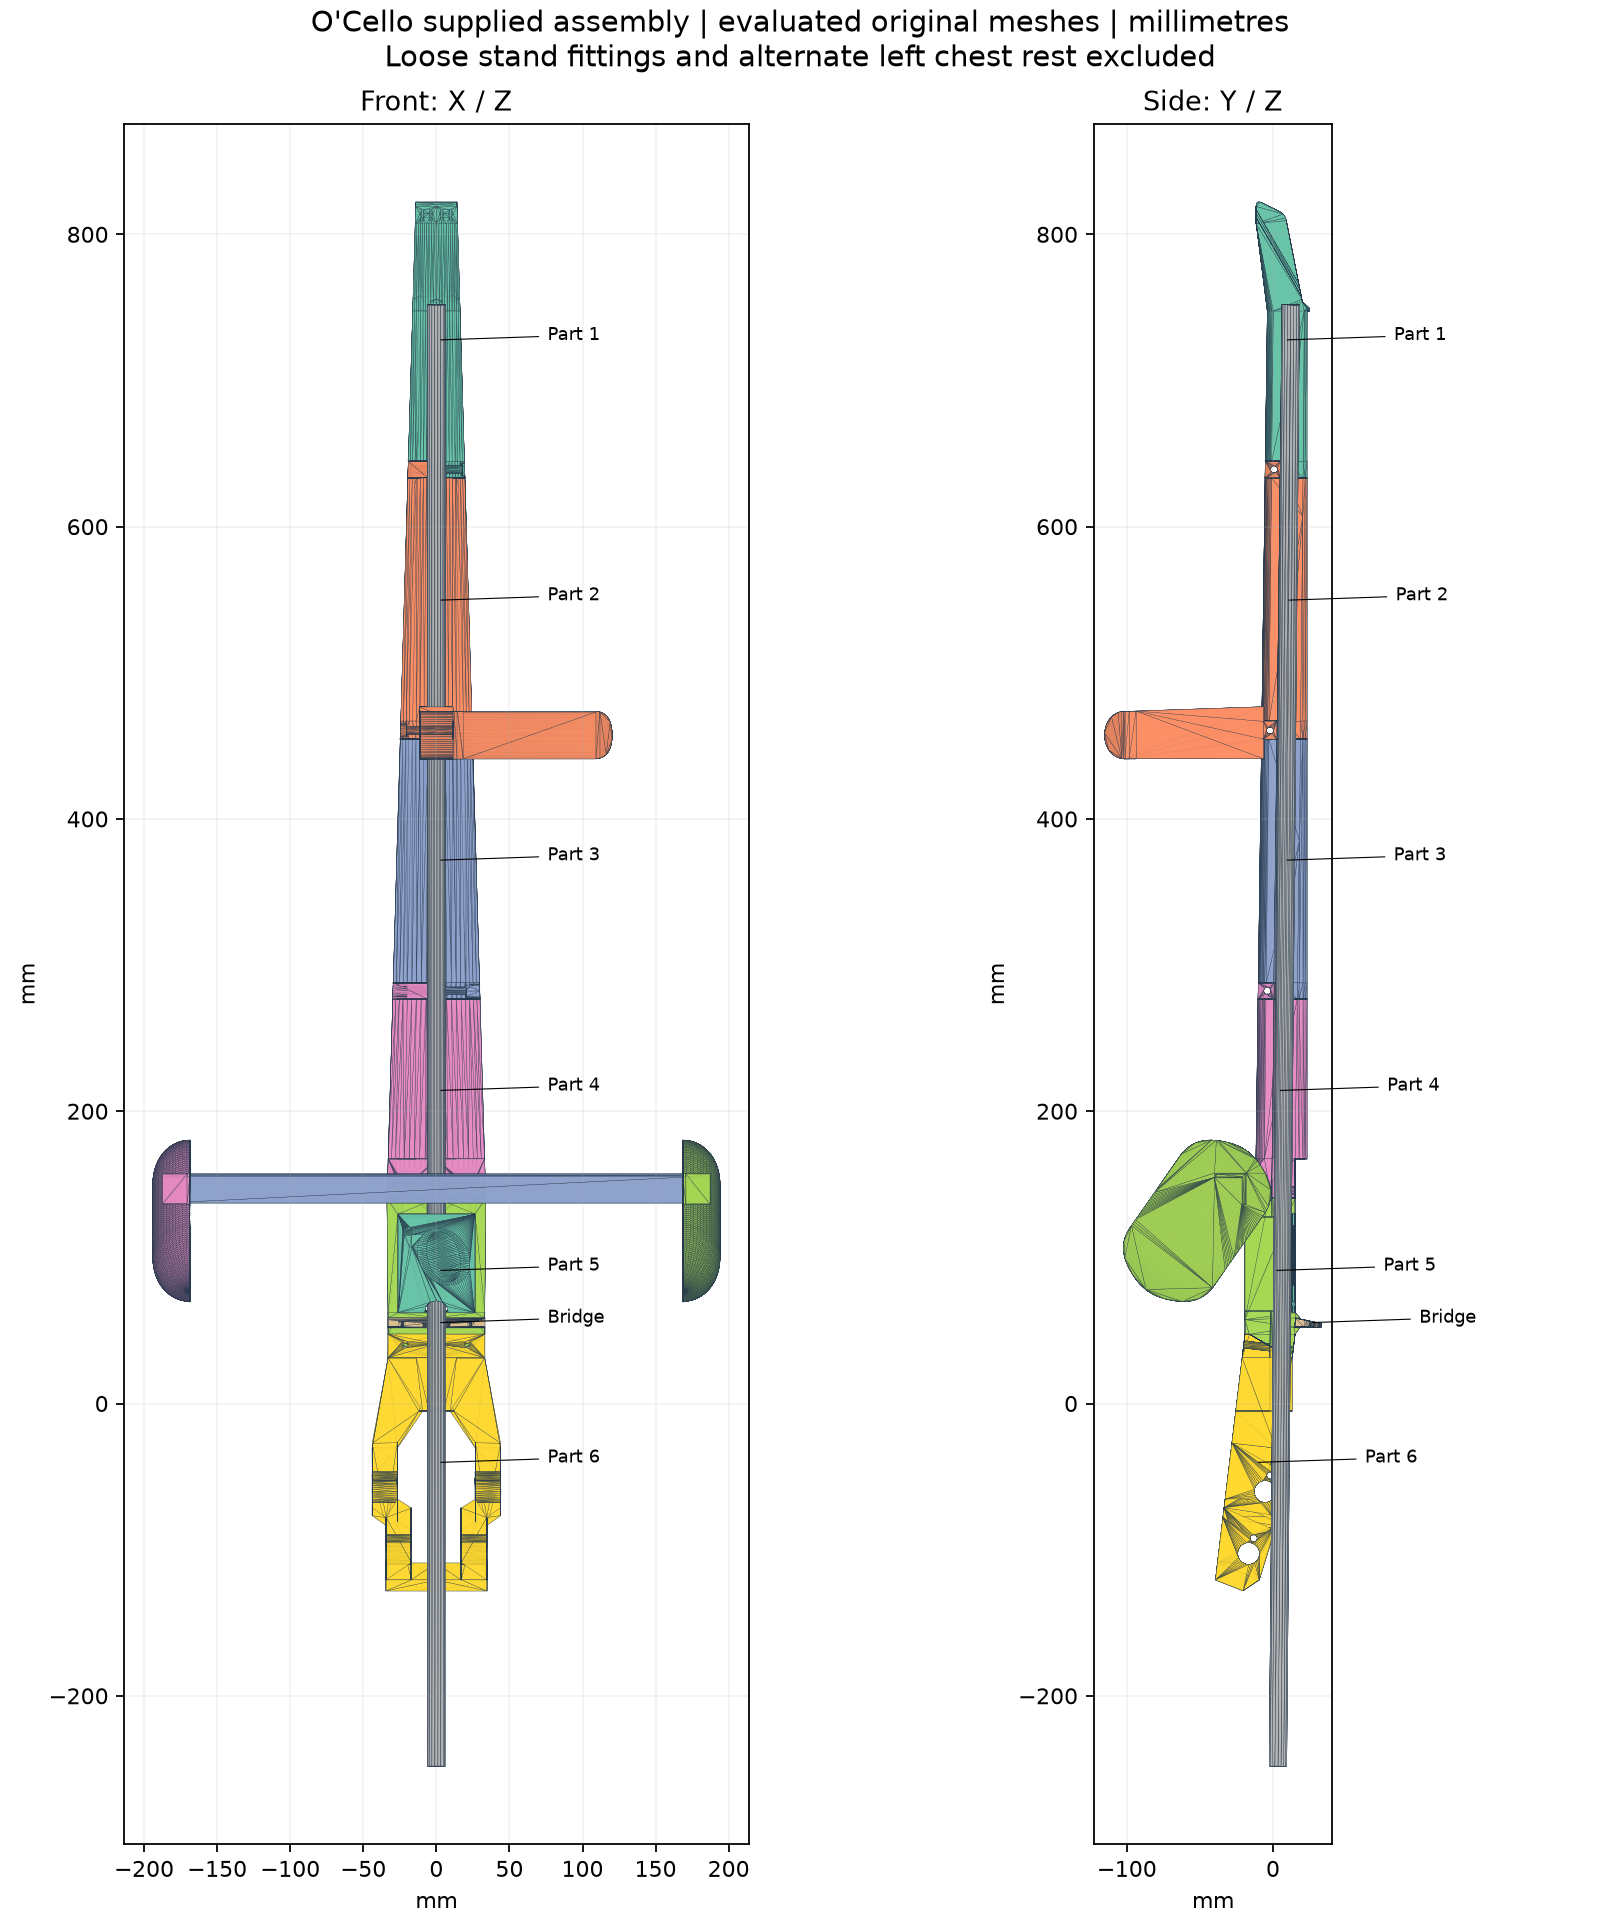 O'Cello supplied assembly | evaluated original meshes | millimetres
Loose stand fittings and alternate left chest rest excluded
Front: X / Z
800
600
400
200
0
−200
mm
Part 1
Part 2
Part 3
Part 4
Part 5
Bridge
Part 6
−200 −150 −100 −50 0 50 100 150 200
mm
Side: Y / Z
800
600
400
200
0
−200
mm
Part 1
Part 2
Part 3
Part 4
Part 5
Bridge
Part 6
−100 0
mm